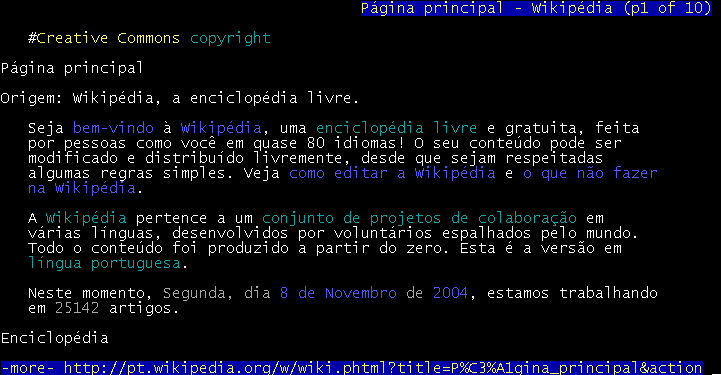 Página principal - Wikipédia (p1 of 10)
#Creative Commons copyright
Página principal
Origem: Wikipédia, a enciclopédia livre.
Seja bem-vindo à Wikipédia, uma enciclopédia livre e gratuita, feita
por pessoas como você em quase 80 idiomas! O seu conteúdo pode ser
modificado e distribuído livremente, desde que sejam respeitadas
algumas regras simples. Veja como editar a Wikipédia e o que não fazer
na Wikipédia.
A Wikipédia pertence a um conjunto de projetos de colaboração em
várias línguas, desenvolvidos por voluntários espalhados pelo mundo.
Todo o conteúdo foi produzido a partir do zero. Esta é a versão em
língua portuguesa.
Neste momento, Segunda, dia 8 de Novembro de 2004, estamos trabalhando
em 25142 artigos.
Enciclopédia
-more- http://pt.wikipedia.org/w/wiki.phtml?title=P%C3%A1gina_principal&action